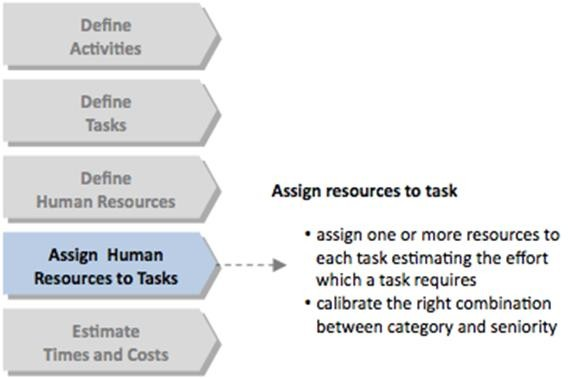 Define
Activities
Define
Tasks
Define
Human Resources
Assign Human
Resources to Tasks
Estimate
Times and Costs
Assign resources to task
• assign one or more resources to
each task estimating the effort
which a task requires
• calibrate the right combination
between category and seniority